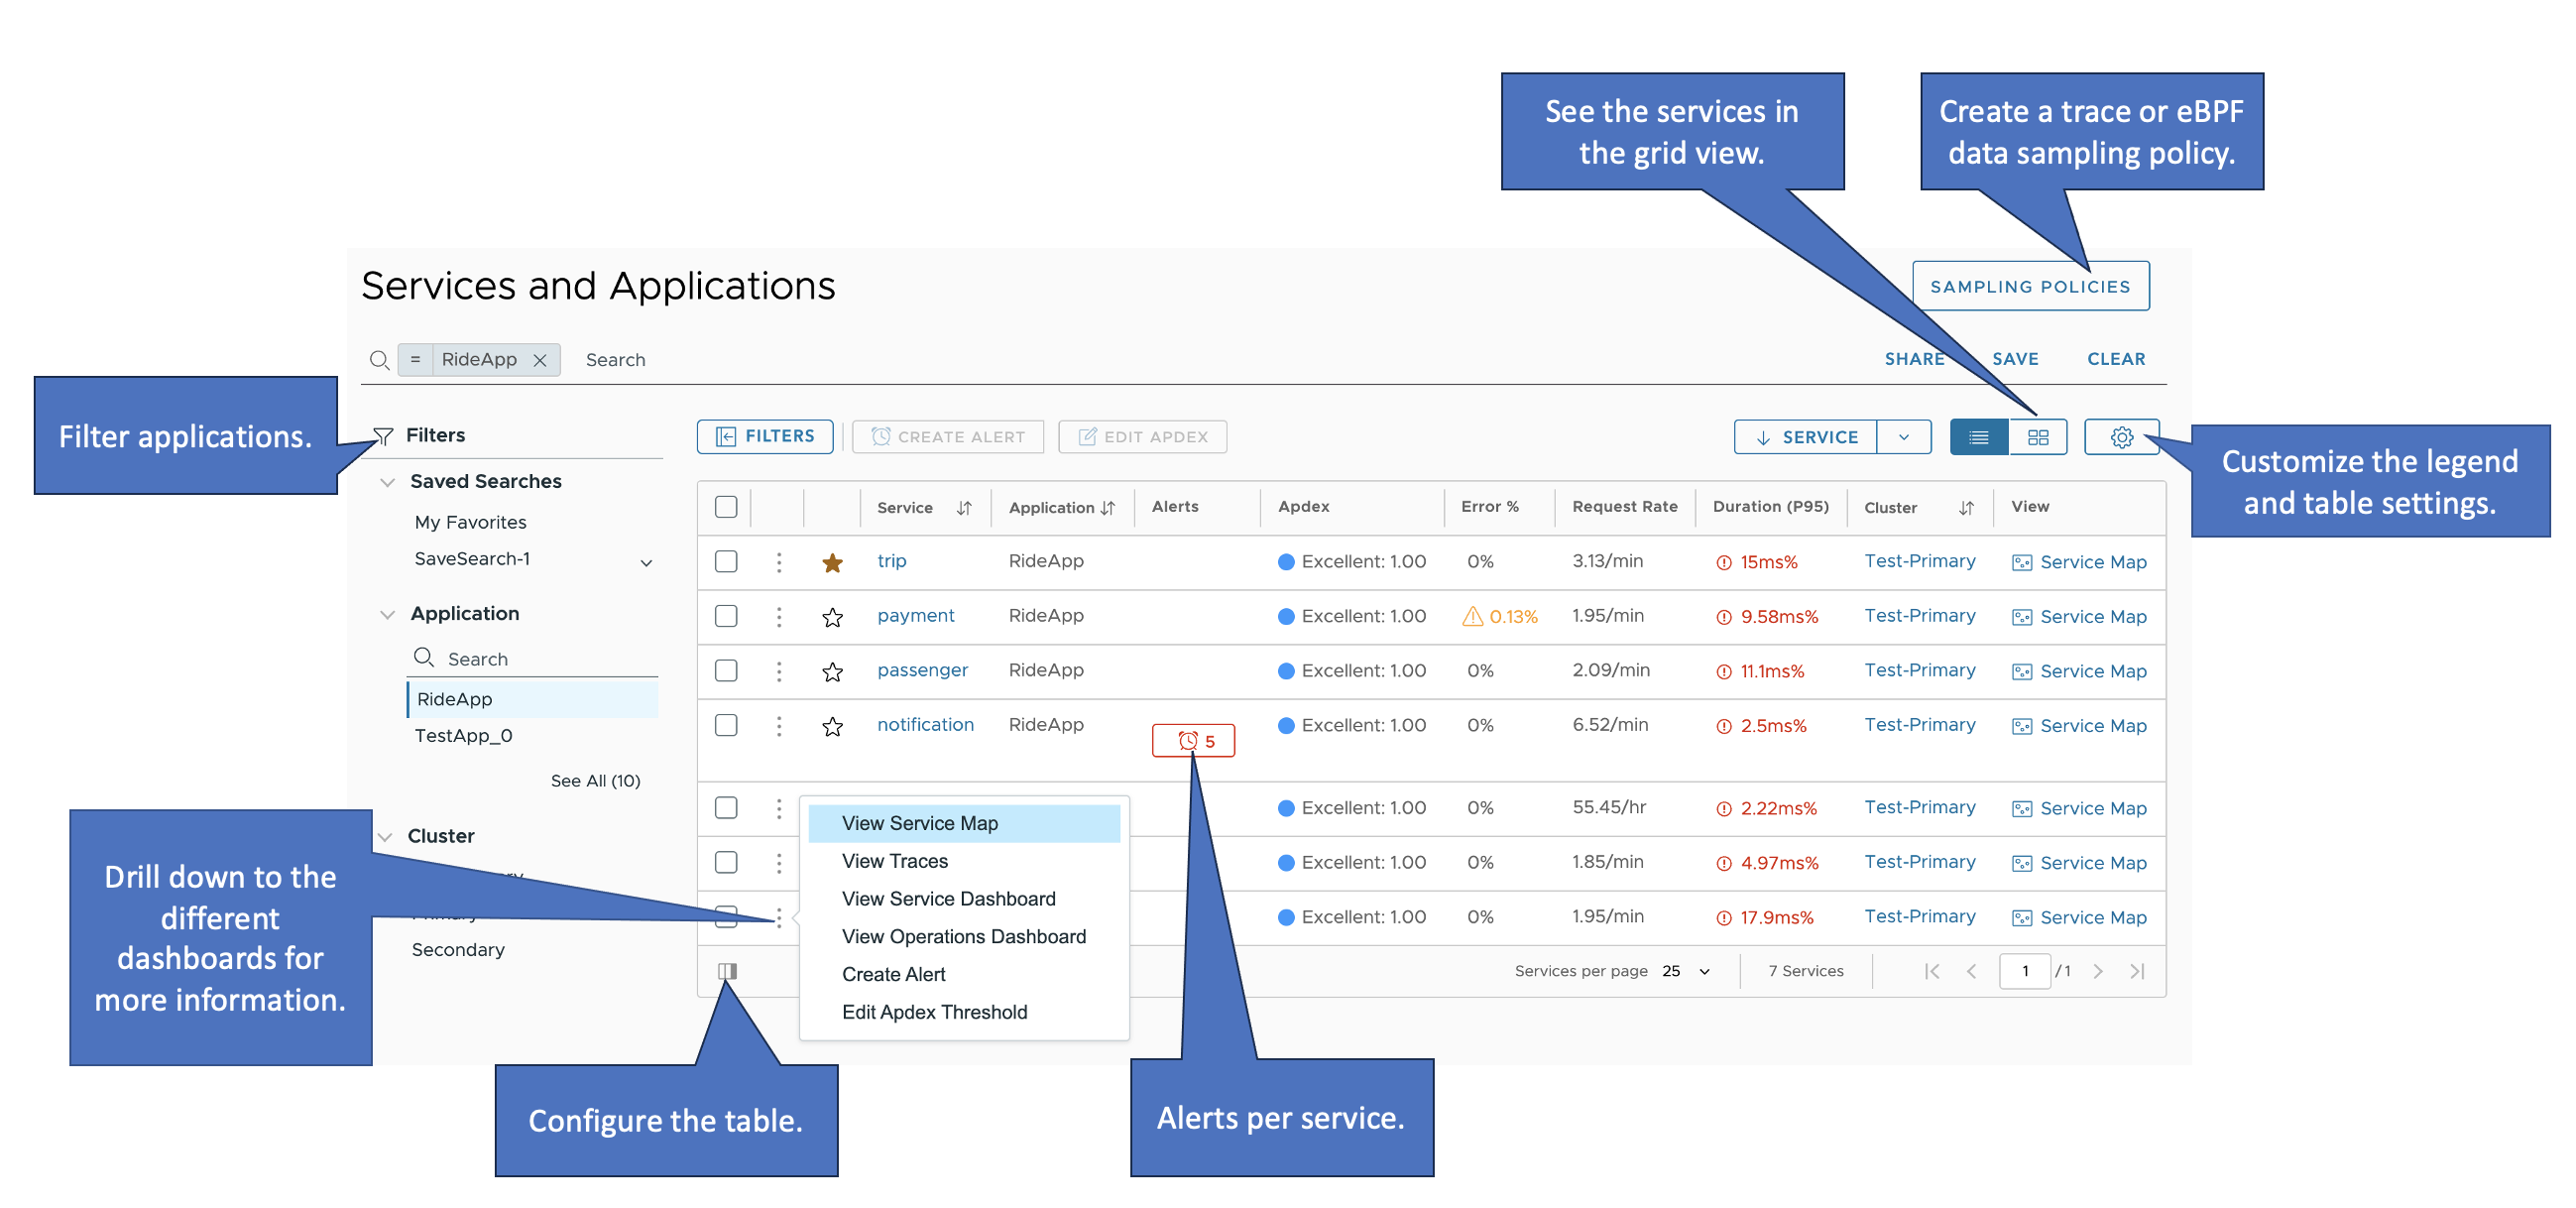 See the services in
the grid view.
Create a trace or eBPF
data sampling policy.
Services and Applications
SAMPLING POLICIES
= RideApp Search
SHARE SAVE CLEAR
Filter applications.
Filters
FILTERS CREATE ALERT EDIT APDEX
SERVICE
Customize the legend
and table settings.
Saved Searches
My Favorites
SaveSearch-1
Application
Search
RideApp
TestApp_0
See All (10)
Cluster
Secondary
Service Application Alerts Apdex Error % Request Rate Duration (P95) Cluster View
trip RideApp Excellent: 1.00 0% 3.13/min 15ms% Test-Primary Service Map
payment RideApp Excellent: 1.00 0.13% 1.95/min 9.58ms% Test-Primary Service Map
passenger RideApp Excellent: 1.00 0% 2.09/min 11.1ms% Test-Primary Service Map
notification RideApp 5 Excellent: 1.00 0% 6.52/min 2.5ms% Test-Primary Service Map
Excellent: 1.00 0% 55.45/hr 2.22ms% Test-Primary Service Map
Excellent: 1.00 0% 1.85/min 4.97ms% Test-Primary Service Map
Excellent: 1.00 0% 1.95/min 17.9ms% Test-Primary Service Map
View Service Map
View Traces
View Service Dashboard
View Operations Dashboard
Create Alert
Edit Apdex Threshold
Services per page 25 7 Services 1 /1
Drill down to the
different
dashboards for
more information.
Configure the table.
Alerts per service.